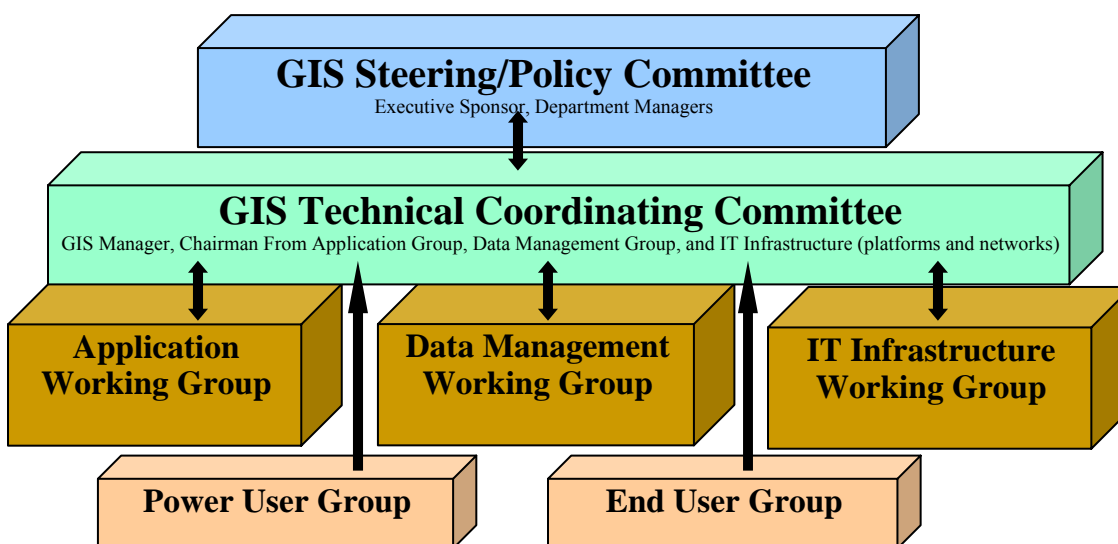 GIS Steering/Policy Committee
Executive Sponsor, Department Managers
GIS Technical Coordinating Committee
GIS Manager, Chairman From Application Group, Data Management Group, and IT Infrastructure (platforms and networks)
Application
Working Group
Data Management
Working Group
IT Infrastructure
Working Group
Power User Group
End User Group